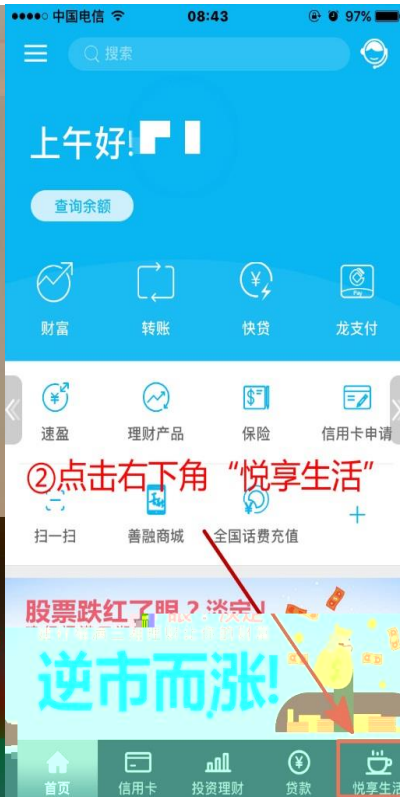 中国电信 08:43 97%
搜索
上午好!
查询余额
财富 转账 快贷 龙支付
速盈 理财产品 保险 信用卡申请
②点击右下角“悦享生活”
扫一扫 善融商城 全国话费充值
股票跌红了眼？淡定！
逆市而涨!
首页 信用卡 投资理财 贷款 悦享生活